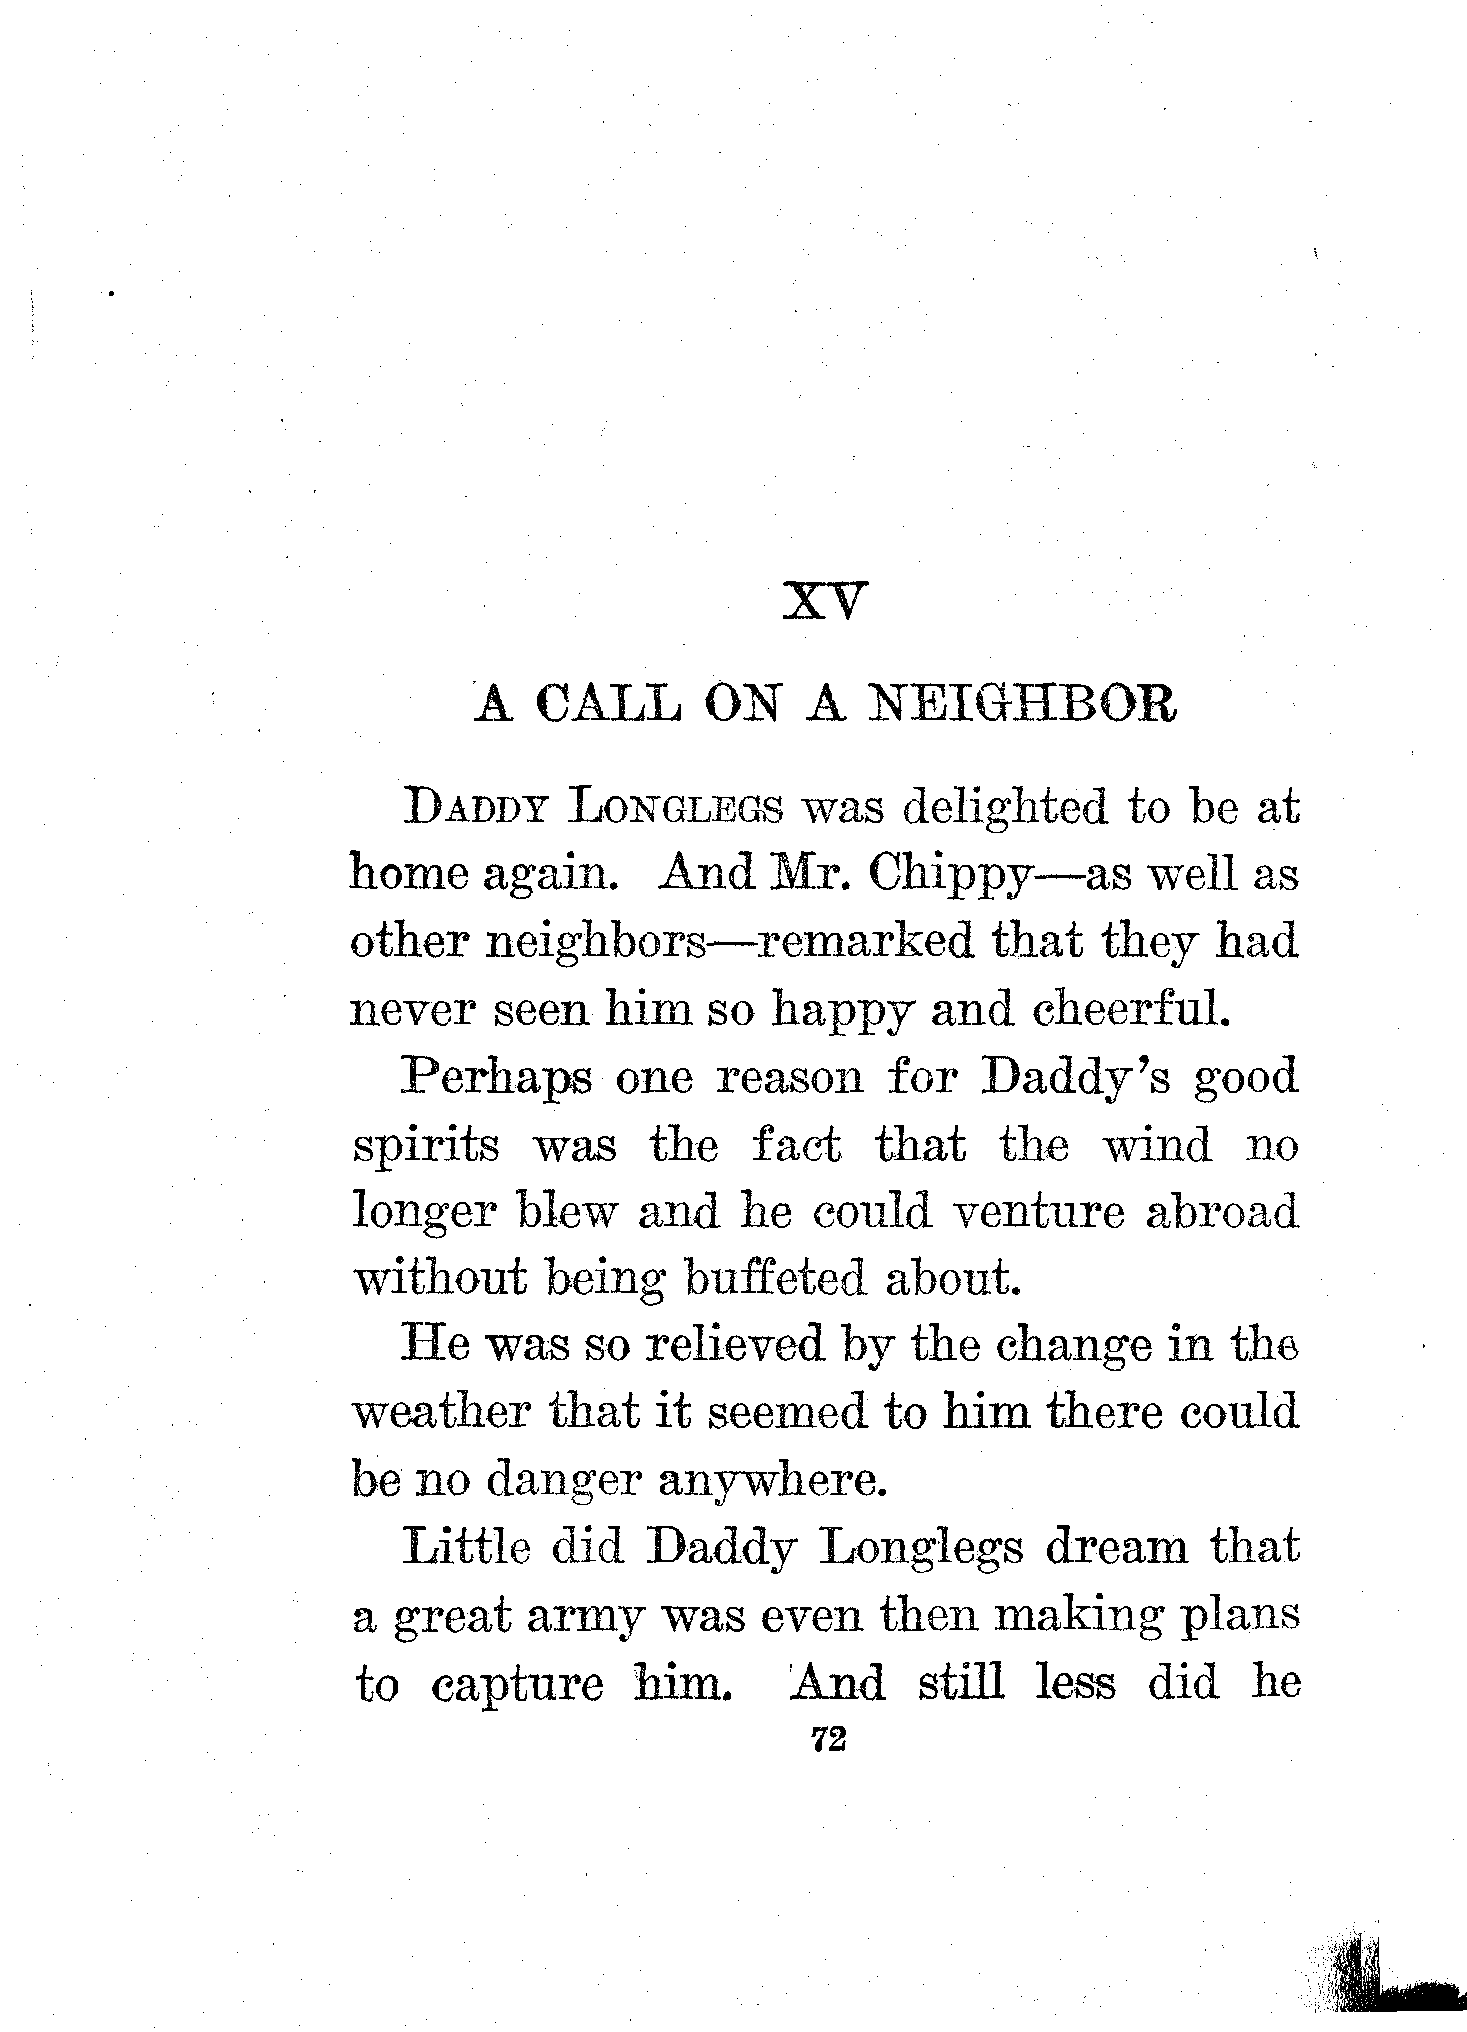 XV
A CALL ON A NEIGHBOR
DADDY LONGLEGS was delighted to be at
home again. And Mr. Chippy—as well as
other neighbors—remarked that they had
never seen him so happy and cheerful.
Perhaps one reason for Daddy's good
spirits was the fact that the wind no
longer blew and he could venture abroad
without being buffeted about.
He was so relieved by the change in the
weather that it seemed to him there could
be no danger anywhere.
Little did Daddy Longlegs dream that
a great army was even then making plans
to capture him. And still less did he
72